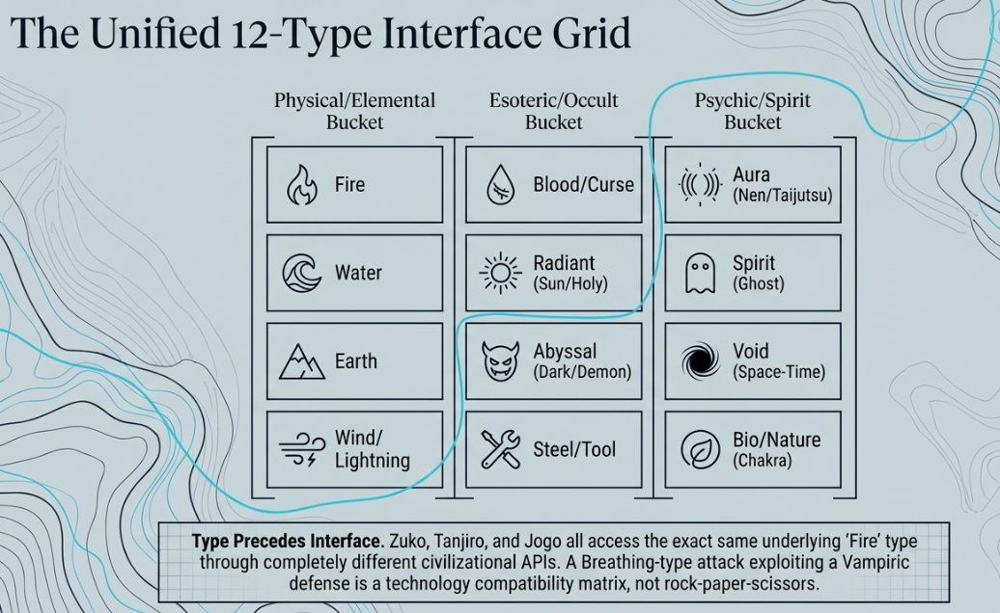 The Unified 12-Type Interface Grid
Physical/Elemental
Bucket
Fire
Water
Earth
Wind/
Lightning
Esoteric/Occult
Bucket
Blood/Curse
Radiant
(Sun/Holy)
Abyssal
(Dark/Demon)
Steel/Tool
Psychic/Spirit
Bucket
Aura
(Nen/Taijutsu)
Spirit
(Ghost)
Void
(Space-Time)
Bio/Nature
(Chakra)
Type Precedes Interface. Zuko, Tanjiro, and Jogo all access the exact same underlying ‘Fire’ type
through completely different civilizational APIs. A Breathing-type attack exploiting a Vampiric
defense is a technology compatibility matrix, not rock-paper-scissors.